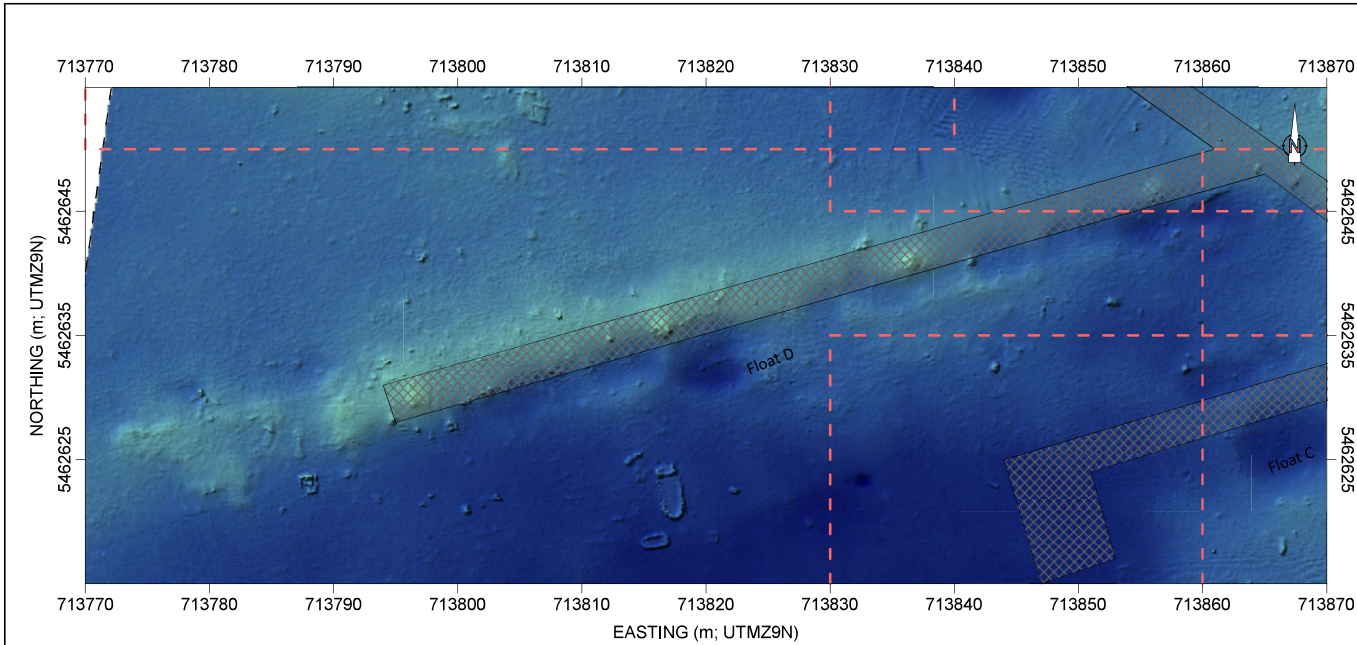 713770 713780 713790 713800 713810 713820 713830 713840 713850 713860 713870
N
5462645 5462645
5462635 5462635
Float D
NORTHING (m; UTMZ9N)
5462625 5462625
Float C
713770 713780 713790 713800 713810 713820 713830 713840 713850 713860 713870
EASTING (m; UTMZ9N)